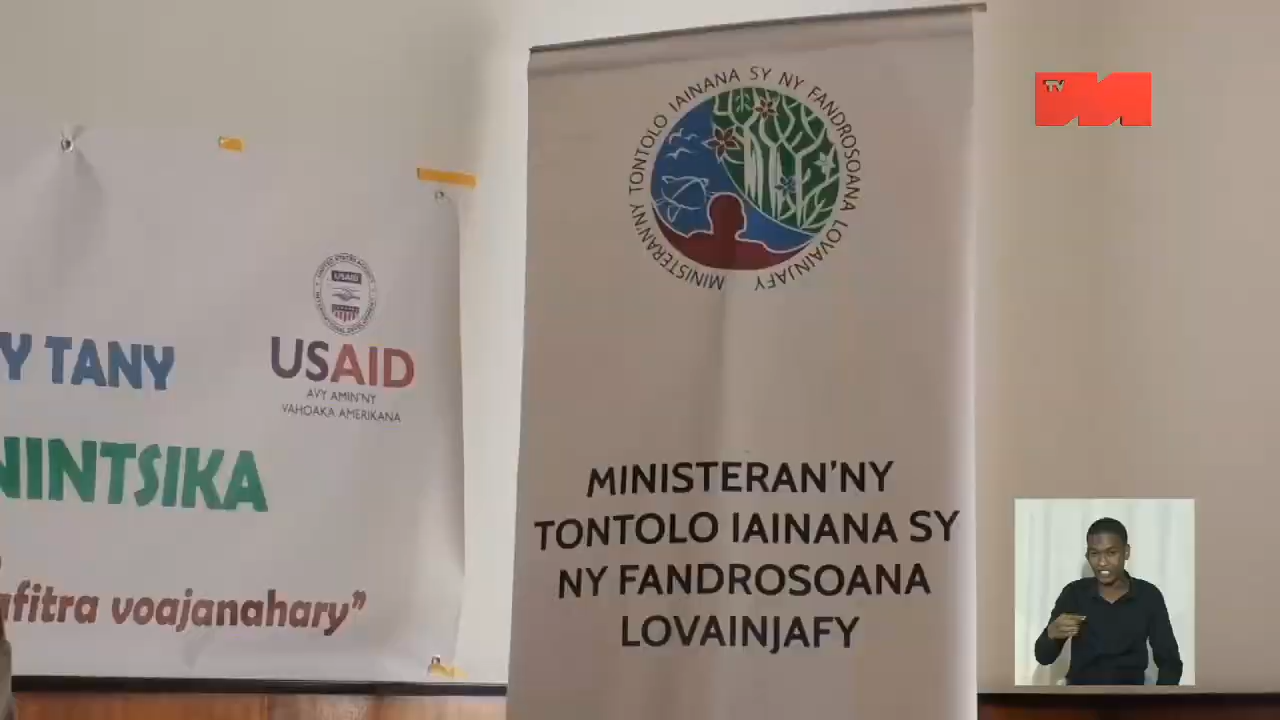 TV
MINISTERAN'NY TONTOLO IAINANA SY NY FANDROSOANA LOVAINJAFY
USAID
Y TANY
USAID
AVY AMIN'NY
VAHOAKA AMERIKANA
NINTSIKA
afitra voajanahary”
MINISTERAN’NY
TONTOLO IAINANA SY
NY FANDROSOANA
LOVAINJAFY